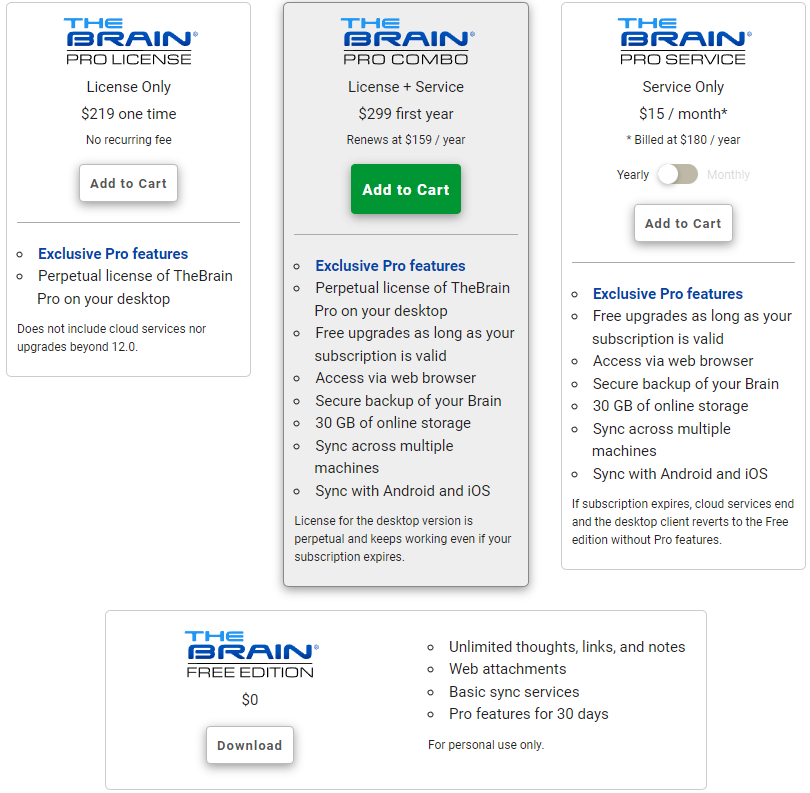 THE
BRAIN®
PRO LICENSE
License Only
$219 one time
No recurring fee
Add to Cart
Exclusive Pro features
Perpetual license of TheBrain
Pro on your desktop
Does not include cloud services nor
upgrades beyond 12.0.
THE
BRAIN®
PRO COMBO
License + Service
$299 first year
Renews at $159 / year
Add to Cart
Exclusive Pro features
Perpetual license of TheBrain
Pro on your desktop
Free upgrades as long as your
subscription is valid
Access via web browser
Secure backup of your Brain
30 GB of online storage
Sync across multiple
machines
Sync with Android and iOS
License for the desktop version is
perpetual and keeps working even if your
subscription expires.
THE
BRAIN®
PRO SERVICE
Service Only
$15 / month*
* Billed at $180 / year
Yearly Monthly
Add to Cart
Exclusive Pro features
Free upgrades as long as your
subscription is valid
Access via web browser
Secure backup of your Brain
30 GB of online storage
Sync across multiple
machines
Sync with Android and iOS
If subscription expires, cloud services end
and the desktop client reverts to the Free
edition without Pro features.
THE
BRAIN®
FREE EDITION
$0
Download
Unlimited thoughts, links, and notes
Web attachments
Basic sync services
Pro features for 30 days
For personal use only.